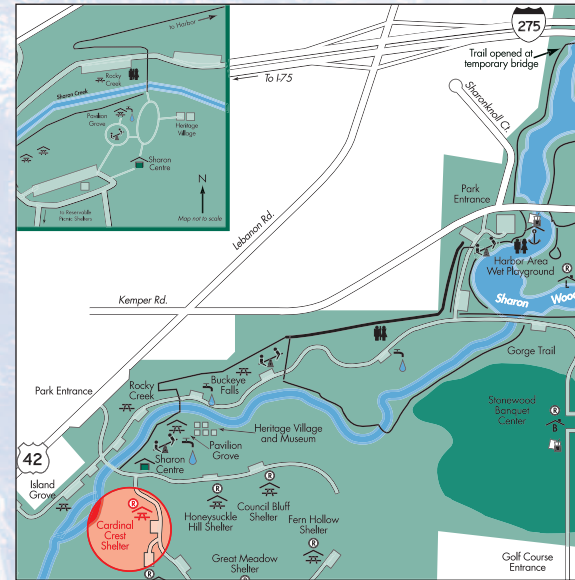 to Harbor
Rocky
Creek
Sharon Creek
Pavilion
Grove
Heritage
Village
Sharon
Centre
N
to Reservable
Picnic Shelters
Map not to scale
To I-75
275
Trail opened at
temporary bridge
Sharonknoll Ct.
Lebanon Rd.
Park
Entrance
Kemper Rd.
Harbor Area
Wet Playground
R
L
Sharon Woo
Gorge Trail
Park Entrance
Rocky
Creek
Buckeye
Falls
Heritage Village
and Museum
Pavilion
Grove
Sharon
Centre
Stonewood
Banquet
Center
R
B
42
Island
Grove
R
Cardinal
Crest
Shelter
R
Honeysuckle
Hill Shelter
R
Council Bluff
Shelter
Fern Hollow
Shelter
R
Great Meadow
Shelter
R
R
Golf Course
Entrance